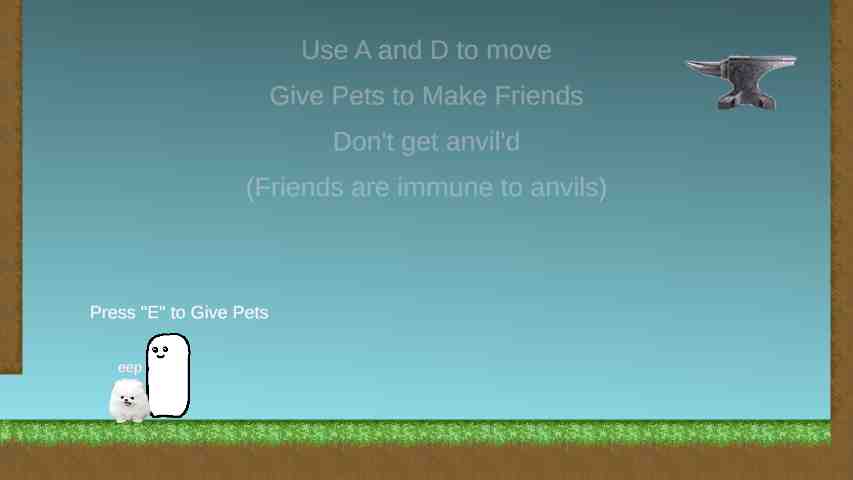 Use A and D to move
Give Pets to Make Friends
Don't get anvil'd
(Friends are immune to anvils)
Press "E" to Give Pets
eep